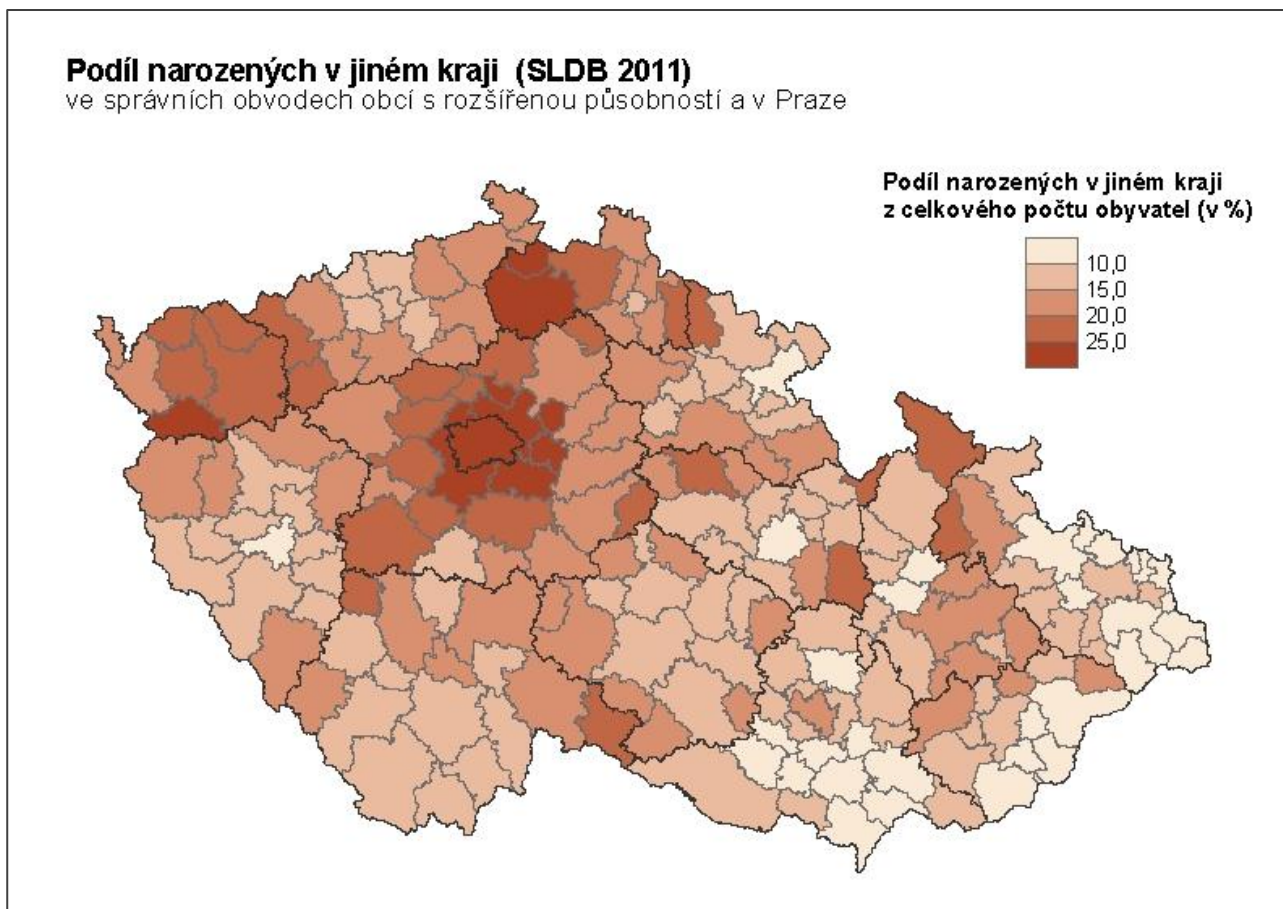 Podíl narozených v jiném kraji (SLDB 2011)
ve správních obvodech obcí s rozšířenou působností a v Praze
Podíl narozených v jiném kraji
z celkového počtu obyvatel (v %)
10,0
15,0
20,0
25,0